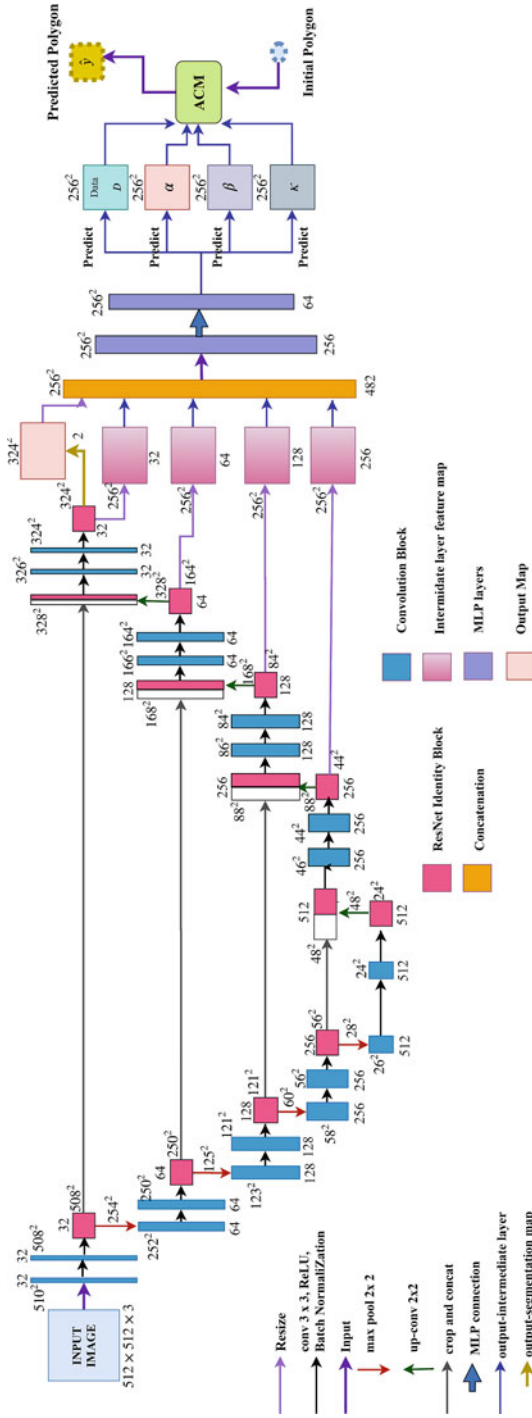 INPUT
IMAGE
512 × 512 × 3
510²
32
508²
32
508²
32
254²
252²
64
250²
64
250²
64
125²
123²
128
121²
128
121²
128
60²
58²
256
56²
256
56²
256
28²
26²
512
24²
512
24²
512
48²
48²
512
46²
256
44²
256
44²
256
88²
88²
256
86²
128
84²
128
84²
128
168²
168²
128
166²
64
164²
64
164²
64
328²
328²
326²
32
324²
32
324²
32
2
324²
256²
32
256²
64
256²
128
256²
256
256²
482
256²
256
256²
64
Predict
Predict
Predict
Predict
256²
Data
D
256²
α
256²
β
256²
κ
ACM
Predicted Polygon
ŷ
Initial Polygon
Resize
conv 3 x 3, ReLU,
Batch NormaliZation
Input
max pool 2x 2
up-conv 2x2
crop and concat
MLP connection
output-intermediate layer
output-segmentation map
ResNet Identity Block
Concatenation
Convolution Block
Intermidate layer feature map
MLP layers
Output Map